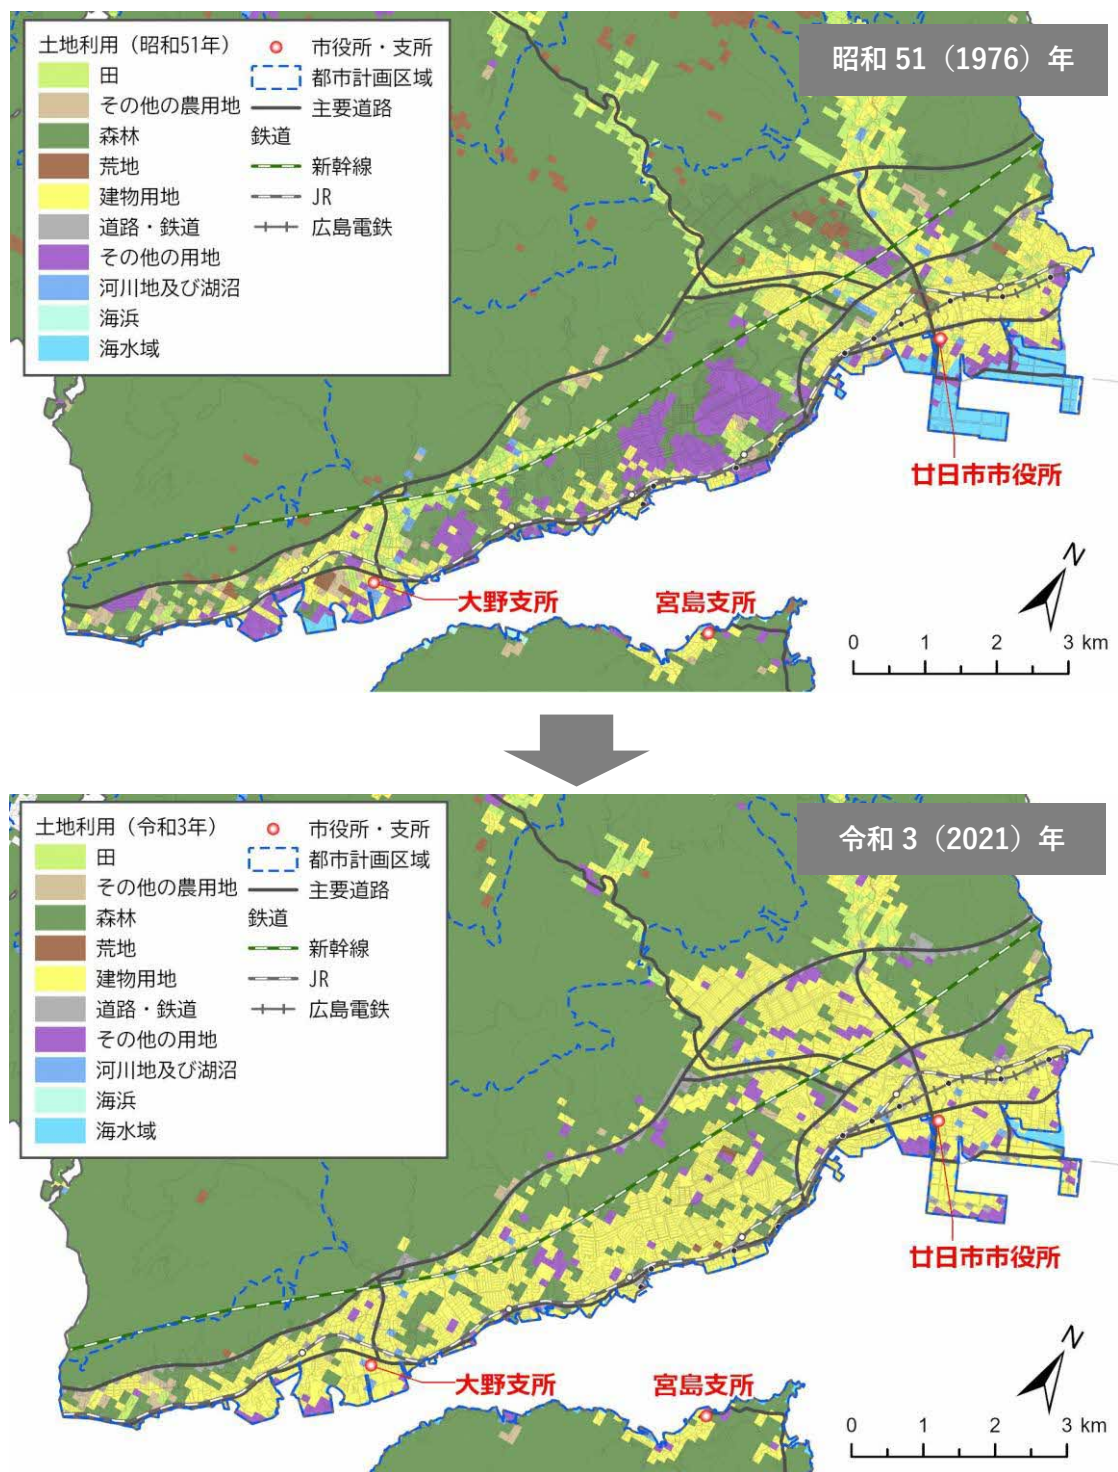 昭和 51（1976）年
土地利用（昭和51年）
田
その他の農用地
森林
荒地
建物用地
道路・鉄道
その他の用地
河川地及び湖沼
海浜
海水域
市役所・支所
都市計画区域
主要道路
鉄道
新幹線
JR
広島電鉄
廿日市市役所
大野支所
宮島支所
N
0 1 2 3 km
令和 3（2021）年
土地利用（令和3年）
田
その他の農用地
森林
荒地
建物用地
道路・鉄道
その他の用地
河川地及び湖沼
海浜
海水域
市役所・支所
都市計画区域
主要道路
鉄道
新幹線
JR
広島電鉄
廿日市市役所
大野支所
宮島支所
N
0 1 2 3 km